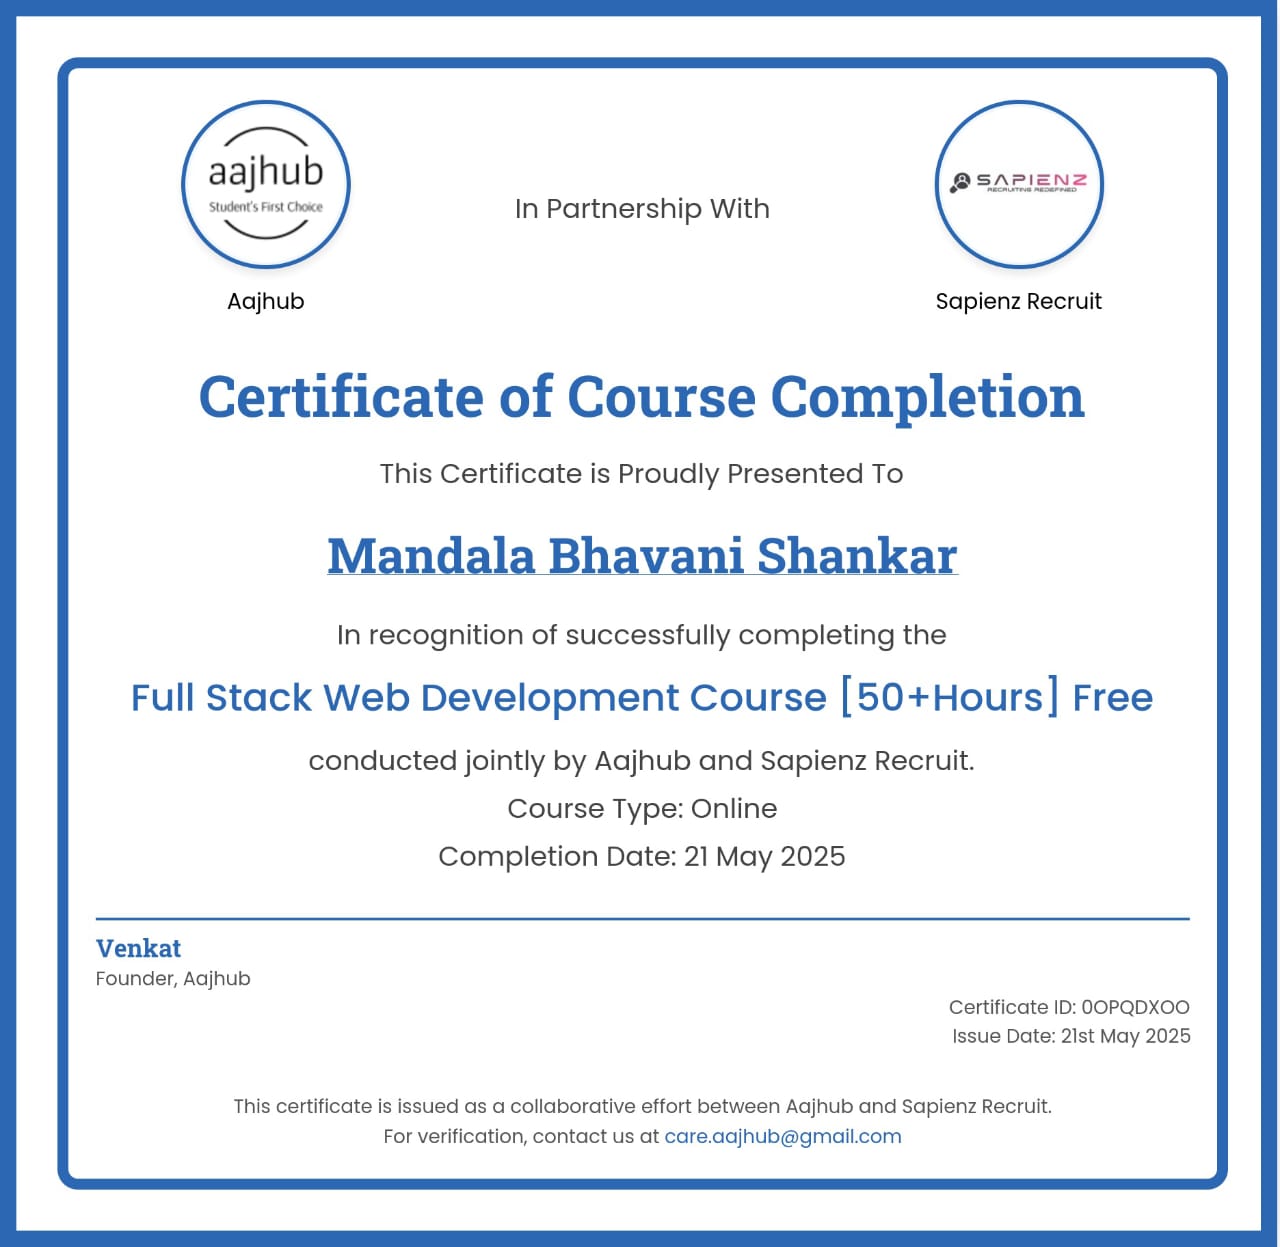 aajhub
Student's First Choice
Aajhub
In Partnership With
SAPIENZ
RECRUITING REDEFINED
Sapienz Recruit
Certificate of Course Completion
This Certificate is Proudly Presented To
Mandala Bhavani Shankar
In recognition of successfully completing the
Full Stack Web Development Course [50+Hours] Free
conducted jointly by Aajhub and Sapienz Recruit.
Course Type: Online
Completion Date: 21 May 2025
Venkat
Founder, Aajhub
Certificate ID: 0OPQDXOO
Issue Date: 21st May 2025
This certificate is issued as a collaborative effort between Aajhub and Sapienz Recruit.
For verification, contact us at care.aajhub@gmail.com